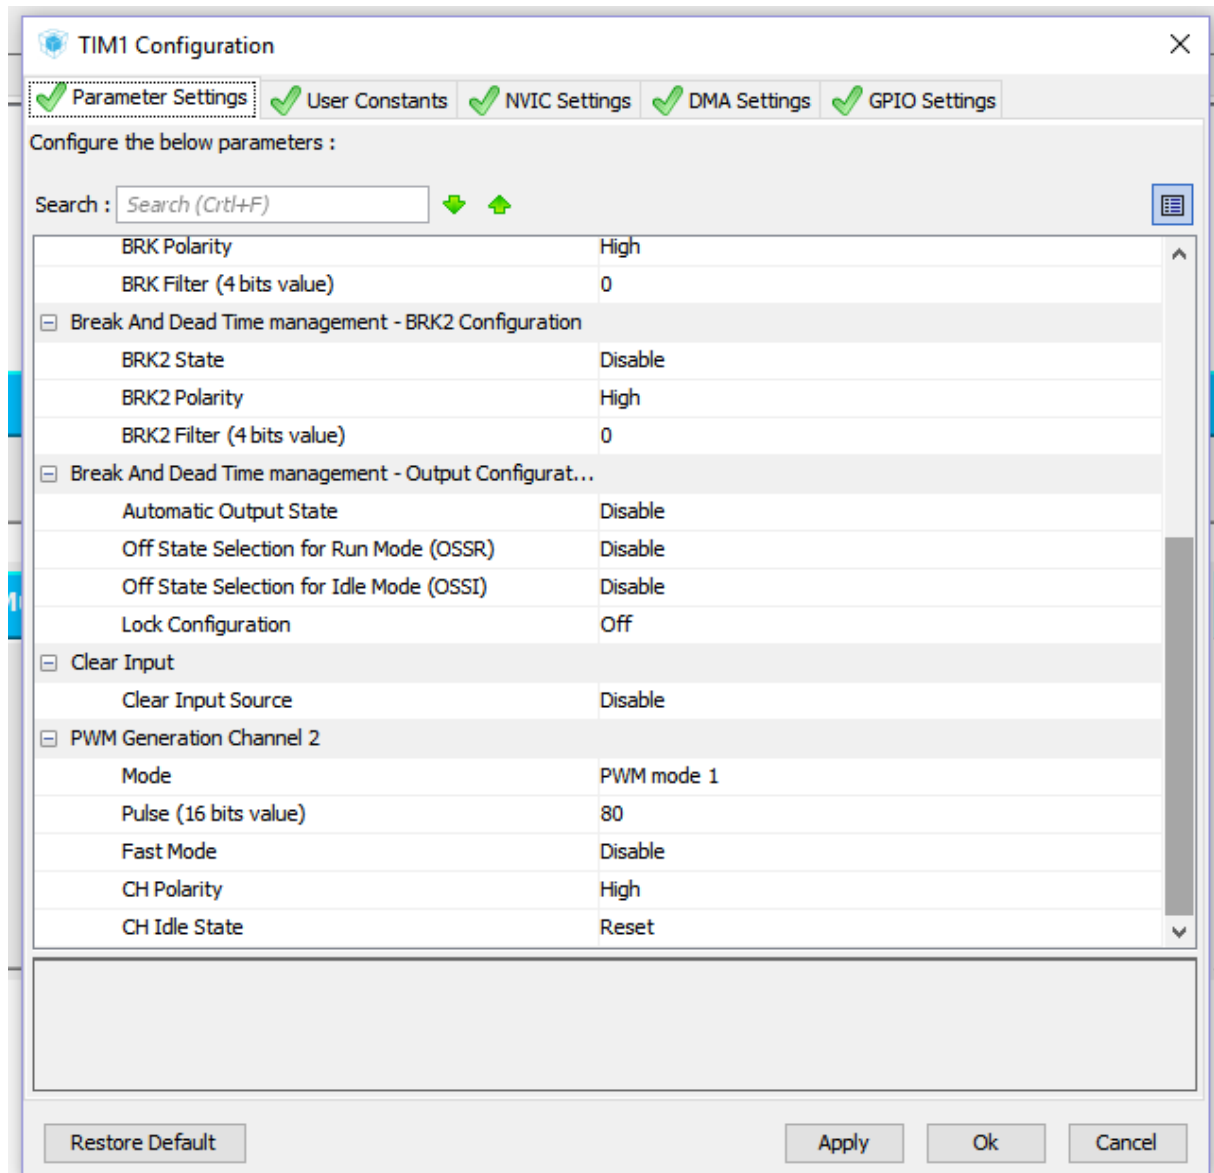 TIM1 Configuration
Parameter Settings User Constants NVIC Settings DMA Settings GPIO Settings
Configure the below parameters :
Search : Search (Crtl+F)
BRK Polarity High
BRK Filter (4 bits value) 0
Break And Dead Time management - BRK2 Configuration
BRK2 State Disable
BRK2 Polarity High
BRK2 Filter (4 bits value) 0
Break And Dead Time management - Output Configurat...
Automatic Output State Disable
Off State Selection for Run Mode (OSSR) Disable
Off State Selection for Idle Mode (OSSI) Disable
Lock Configuration Off
Clear Input
Clear Input Source Disable
PWM Generation Channel 2
Mode PWM mode 1
Pulse (16 bits value) 80
Fast Mode Disable
CH Polarity High
CH Idle State Reset
Restore Default Apply Ok Cancel